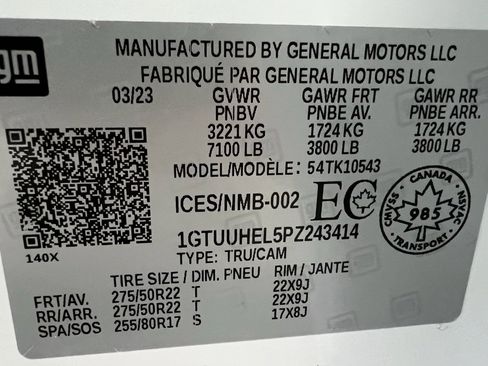 gm
MANUFACTURED BY GENERAL MOTORS LLC
FABRIQUÉ PAR GENERAL MOTORS LLC
03/23 GVWR GAWR FRT GAWR RR
PNBV PNBE AV. PNBE ARR.
3221 KG 1724 KG 1724 KG
7100 LB 3800 LB 3800 LB
MODEL/MODÈLE: 54TK10543
ICES/NMB-002 EC
CANADA
CMVSS 985 NSVAC
TRANSPORT
1GTUUHEL5PZ243414
140X
TYPE: TRU/CAM
TIRE SIZE / DIM. PNEU RIM / JANTE
FRT/AV. 275/50R22 T 22X9J
RR/ARR. 275/50R22 T 22X9J
SPA/SOS 255/80R17 S 17X8J